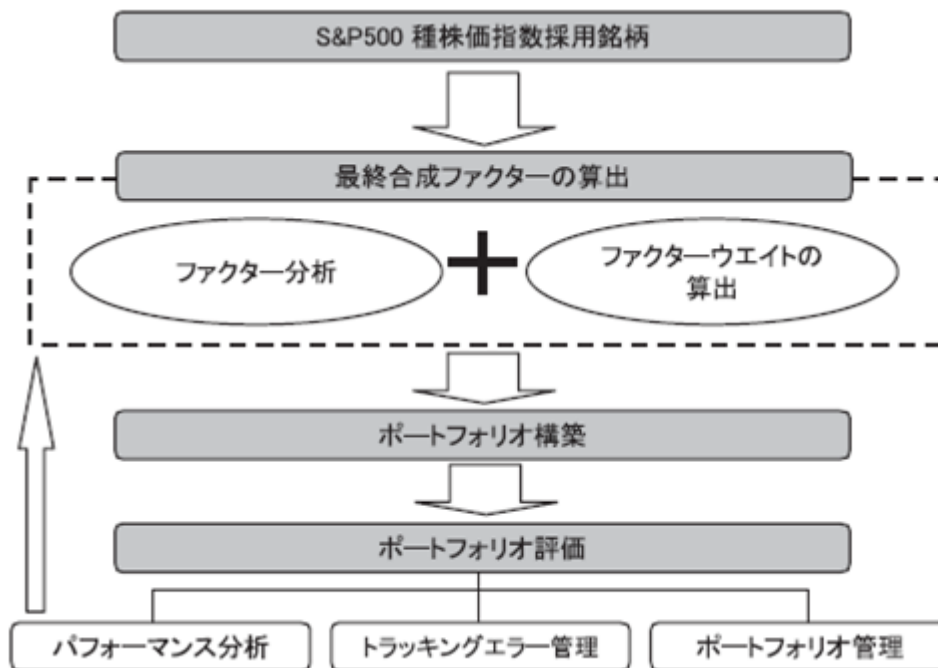 S&P500 種株価指数採用銘柄
最終合成ファクターの算出
ファクター分析
ファクターウエイトの
算出
ポートフォリオ構築
ポートフォリオ評価
パフォーマンス分析
トラッキングエラー管理
ポートフォリオ管理